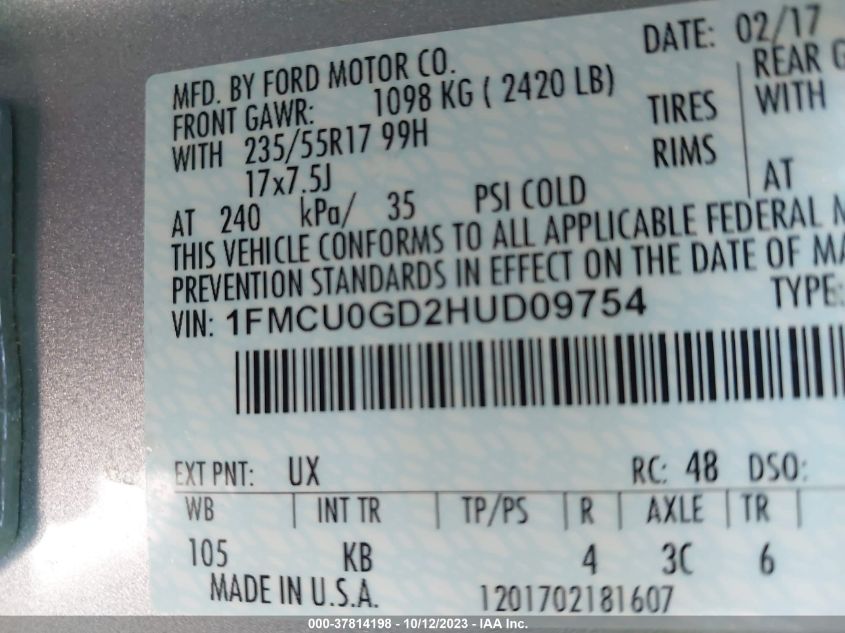 DATE: 02/17
MFD. BY FORD MOTOR CO.
FRONT GAWR: 1098 KG ( 2420 LB)
REAR
WITH 235/55R17 99H TIRES
WITH
17x7.5J RIMS
AT 240 kPa/ 35 PSI COLD
AT
THIS VEHICLE CONFORMS TO ALL APPLICABLE FEDERAL
PREVENTION STANDARDS IN EFFECT ON THE DATE OF
VIN: 1FMCU0GD2HUD09754
TYPE:
EXT PNT: UX RC: 48 DSO:
WB INT TR TP/PS R AXLE TR
105 KB 4 3C 6
MADE IN U.S.A. 1201702181607
000-37814198 - 10/12/2023 - IAA Inc.